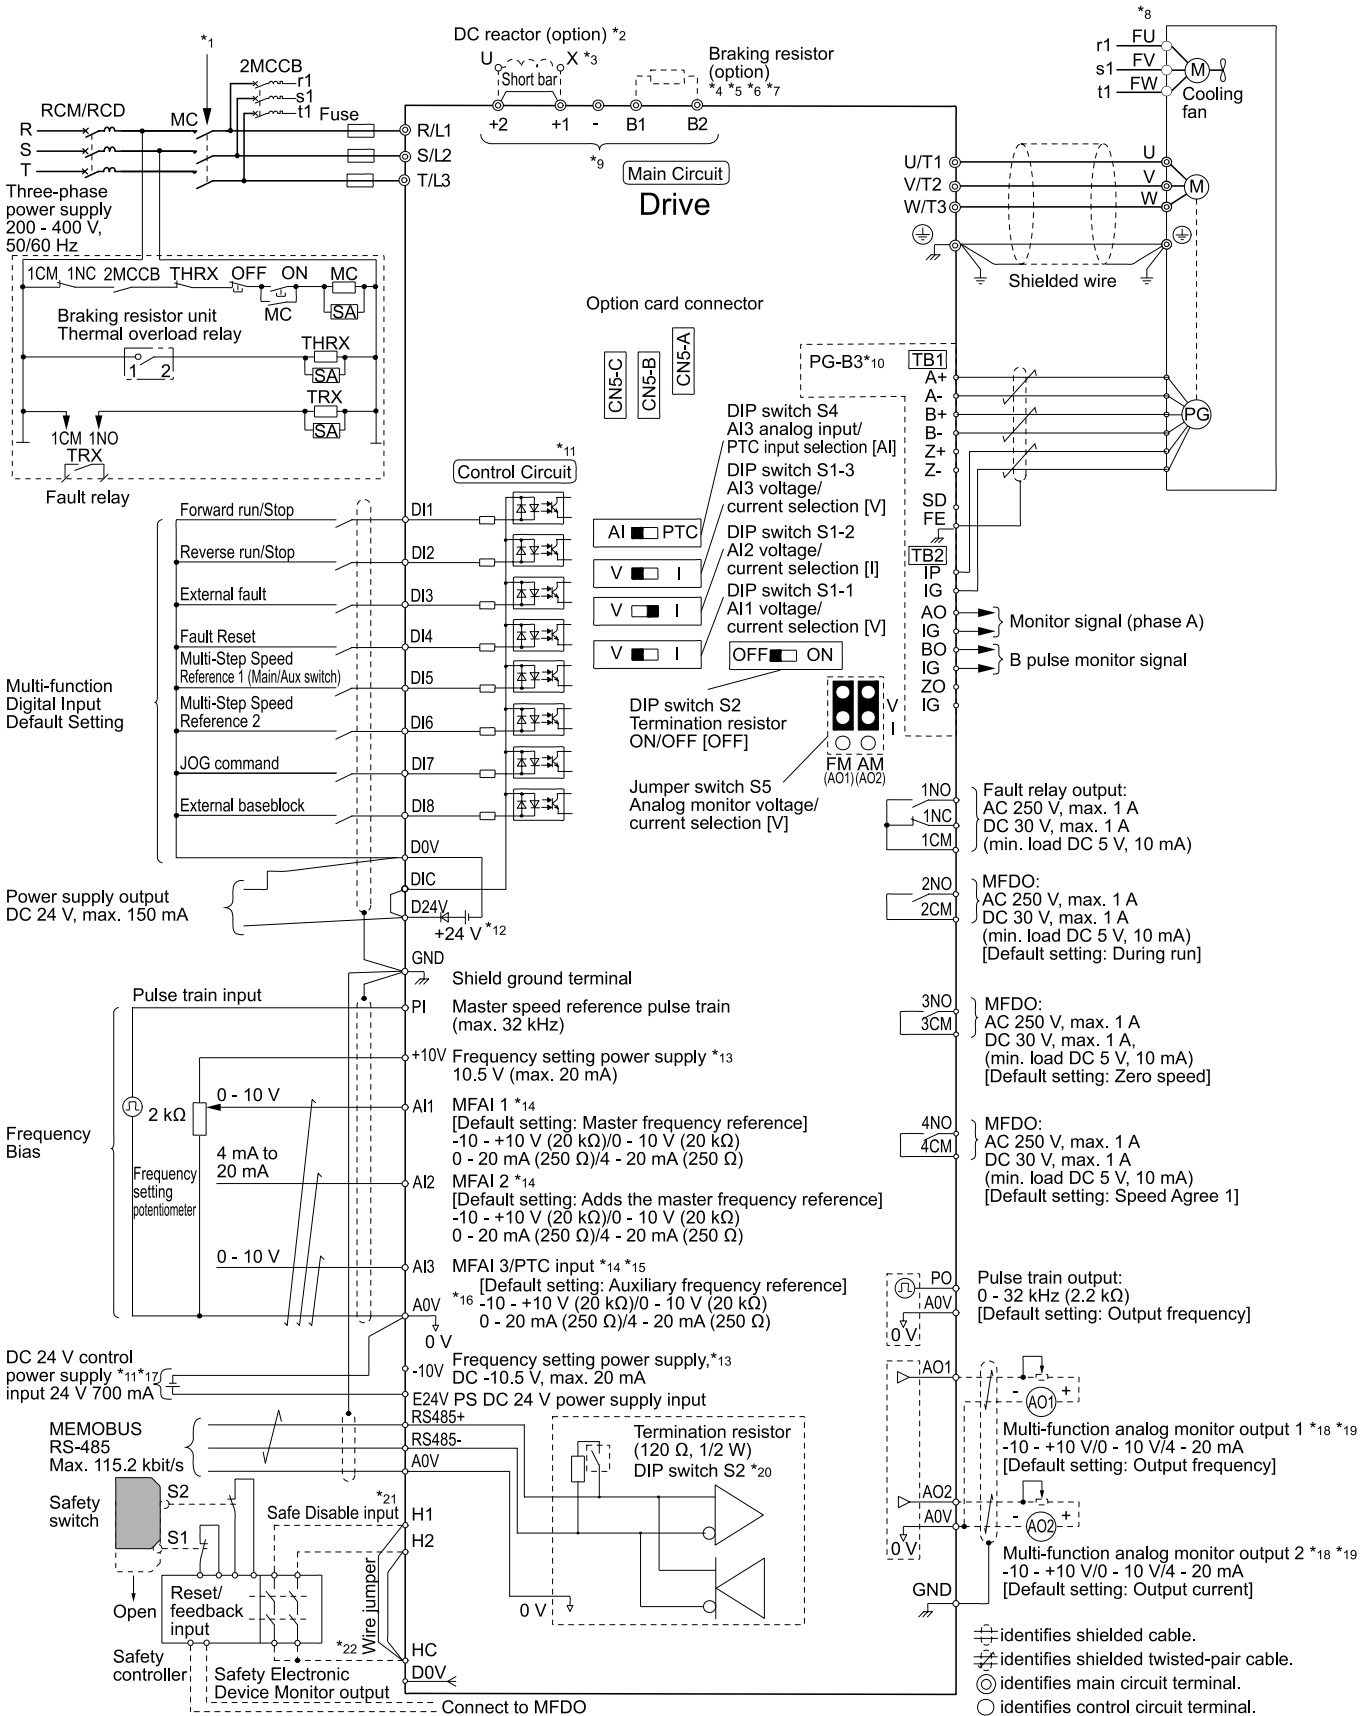 *1
DC reactor (option) *2
U X *3
Short bar
Braking resistor
(option)
*4 *5 *6 *7
+2 +1 - B1 B2
*9
Main Circuit
Drive
RCM/RCD
MC
2MCCB
r1
s1
t1
Fuse
R
S
T
R/L1
S/L2
T/L3
Three-phase
power supply
200 - 400 V,
50/60 Hz
*8
r1 FU
s1 FV
t1 FW
M
Cooling
fan
U/T1 U
V/T2 V
W/T3 W
M
Shielded wire
1CM 1NC 2MCCB THRX OFF ON MC
MC
SA
Braking resistor unit
Thermal overload relay
1 2
THRX
SA
TRX
SA
1CM 1NO
TRX
Fault relay
Option card connector
CN5-C
CN5-B
CN5-A
PG-B3*10
TB1
A+
A-
B+
B-
Z+
Z-
SD
FE
PG
TB2
IP
IG
AO
IG
BO
IG
ZO
IG
Monitor signal (phase A)
B pulse monitor signal
*11
Control Circuit
DIP switch S4
AI3 analog input/
PTC input selection [AI]
DIP switch S1-3
AI3 voltage/
current selection [V]
DIP switch S1-2
AI2 voltage/
current selection [I]
DIP switch S1-1
AI1 voltage/
current selection [V]
AI PTC
V I
V I
V I
OFF ON
DIP switch S2
Termination resistor
ON/OFF [OFF]
V
I
FM AM
(AO1) (AO2)
Jumper switch S5
Analog monitor voltage/
current selection [V]
Multi-function
Digital Input
Default Setting
Forward run/Stop
DI1
Reverse run/Stop
DI2
External fault
DI3
Fault Reset
DI4
Multi-Step Speed
Reference 1 (Main/Aux switch)
DI5
Multi-Step Speed
Reference 2
DI6
JOG command
DI7
External baseblock
DI8
D0V
DIC
D24V
+24 V *12
Power supply output
DC 24 V, max. 150 mA
GND
Shield ground terminal
1NO
1NC
1CM
Fault relay output:
AC 250 V, max. 1 A
DC 30 V, max. 1 A
(min. load DC 5 V, 10 mA)
2NO
2CM
MFDO:
AC 250 V, max. 1 A
DC 30 V, max. 1 A
(min. load DC 5 V, 10 mA)
[Default setting: During run]
3NO
3CM
MFDO:
AC 250 V, max. 1 A
DC 30 V, max. 1 A,
(min. load DC 5 V, 10 mA)
[Default setting: Zero speed]
4NO
4CM
MFDO:
AC 250 V, max. 1 A
DC 30 V, max. 1 A
(min. load DC 5 V, 10 mA)
[Default setting: Speed Agree 1]
Frequency
Bias
Pulse train input
PI
Master speed reference pulse train
(max. 32 kHz)
+10V
Frequency setting power supply *13
10.5 V (max. 20 mA)
2 kΩ
0 - 10 V
AI1
MFAI 1 *14
[Default setting: Master frequency reference]
-10 - +10 V (20 kΩ)/0 - 10 V (20 kΩ)
0 - 20 mA (250 Ω)/4 - 20 mA (250 Ω)
Frequency
setting
potentiometer
4 mA to
20 mA
AI2
MFAI 2 *14
[Default setting: Adds the master frequency reference]
-10 - +10 V (20 kΩ)/0 - 10 V (20 kΩ)
0 - 20 mA (250 Ω)/4 - 20 mA (250 Ω)
0 - 10 V
AI3
MFAI 3/PTC input *14 *15
[Default setting: Auxiliary frequency reference]
*16 -10 - +10 V (20 kΩ)/0 - 10 V (20 kΩ)
0 - 20 mA (250 Ω)/4 - 20 mA (250 Ω)
A0V
0 V
-10V
Frequency setting power supply,*13
DC -10.5 V, max. 20 mA
DC 24 V control
power supply *11*17
input 24 V 700 mA
E24V
PS DC 24 V power supply input
MEMOBUS
RS-485
Max. 115.2 kbit/s
RS485+
RS485-
A0V
Termination resistor
(120 Ω, 1/2 W)
DIP switch S2 *20
0 V
Safety
switch
S2
S1
Open
*21
Safe Disable input
H1
H2
Wire jumper
Reset/
feedback
input
*22
HC
D0V
Safety
controller
Safety Electronic
Device Monitor output
Connect to MFDO
PO
A0V
0 V
Pulse train output:
0 - 32 kHz (2.2 kΩ)
[Default setting: Output frequency]
AO1
- AO1 +
Multi-function analog monitor output 1 *18 *19
-10 - +10 V/0 - 10 V/4 - 20 mA
[Default setting: Output frequency]
AO2
A0V
0 V
- AO2 +
Multi-function analog monitor output 2 *18 *19
-10 - +10 V/0 - 10 V/4 - 20 mA
[Default setting: Output current]
GND
identifies shielded cable.
identifies shielded twisted-pair cable.
identifies main circuit terminal.
identifies control circuit terminal.